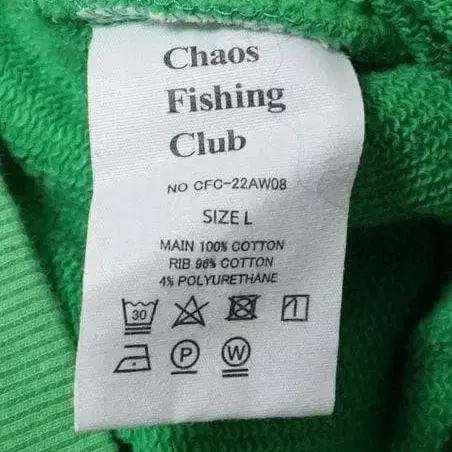 Chaos
Fishing
Club
NO CFC-22AW08
SIZE L
MAIN 100% COTTON
RIB 96% COTTON
4% POLYURETHANE
30
P
W